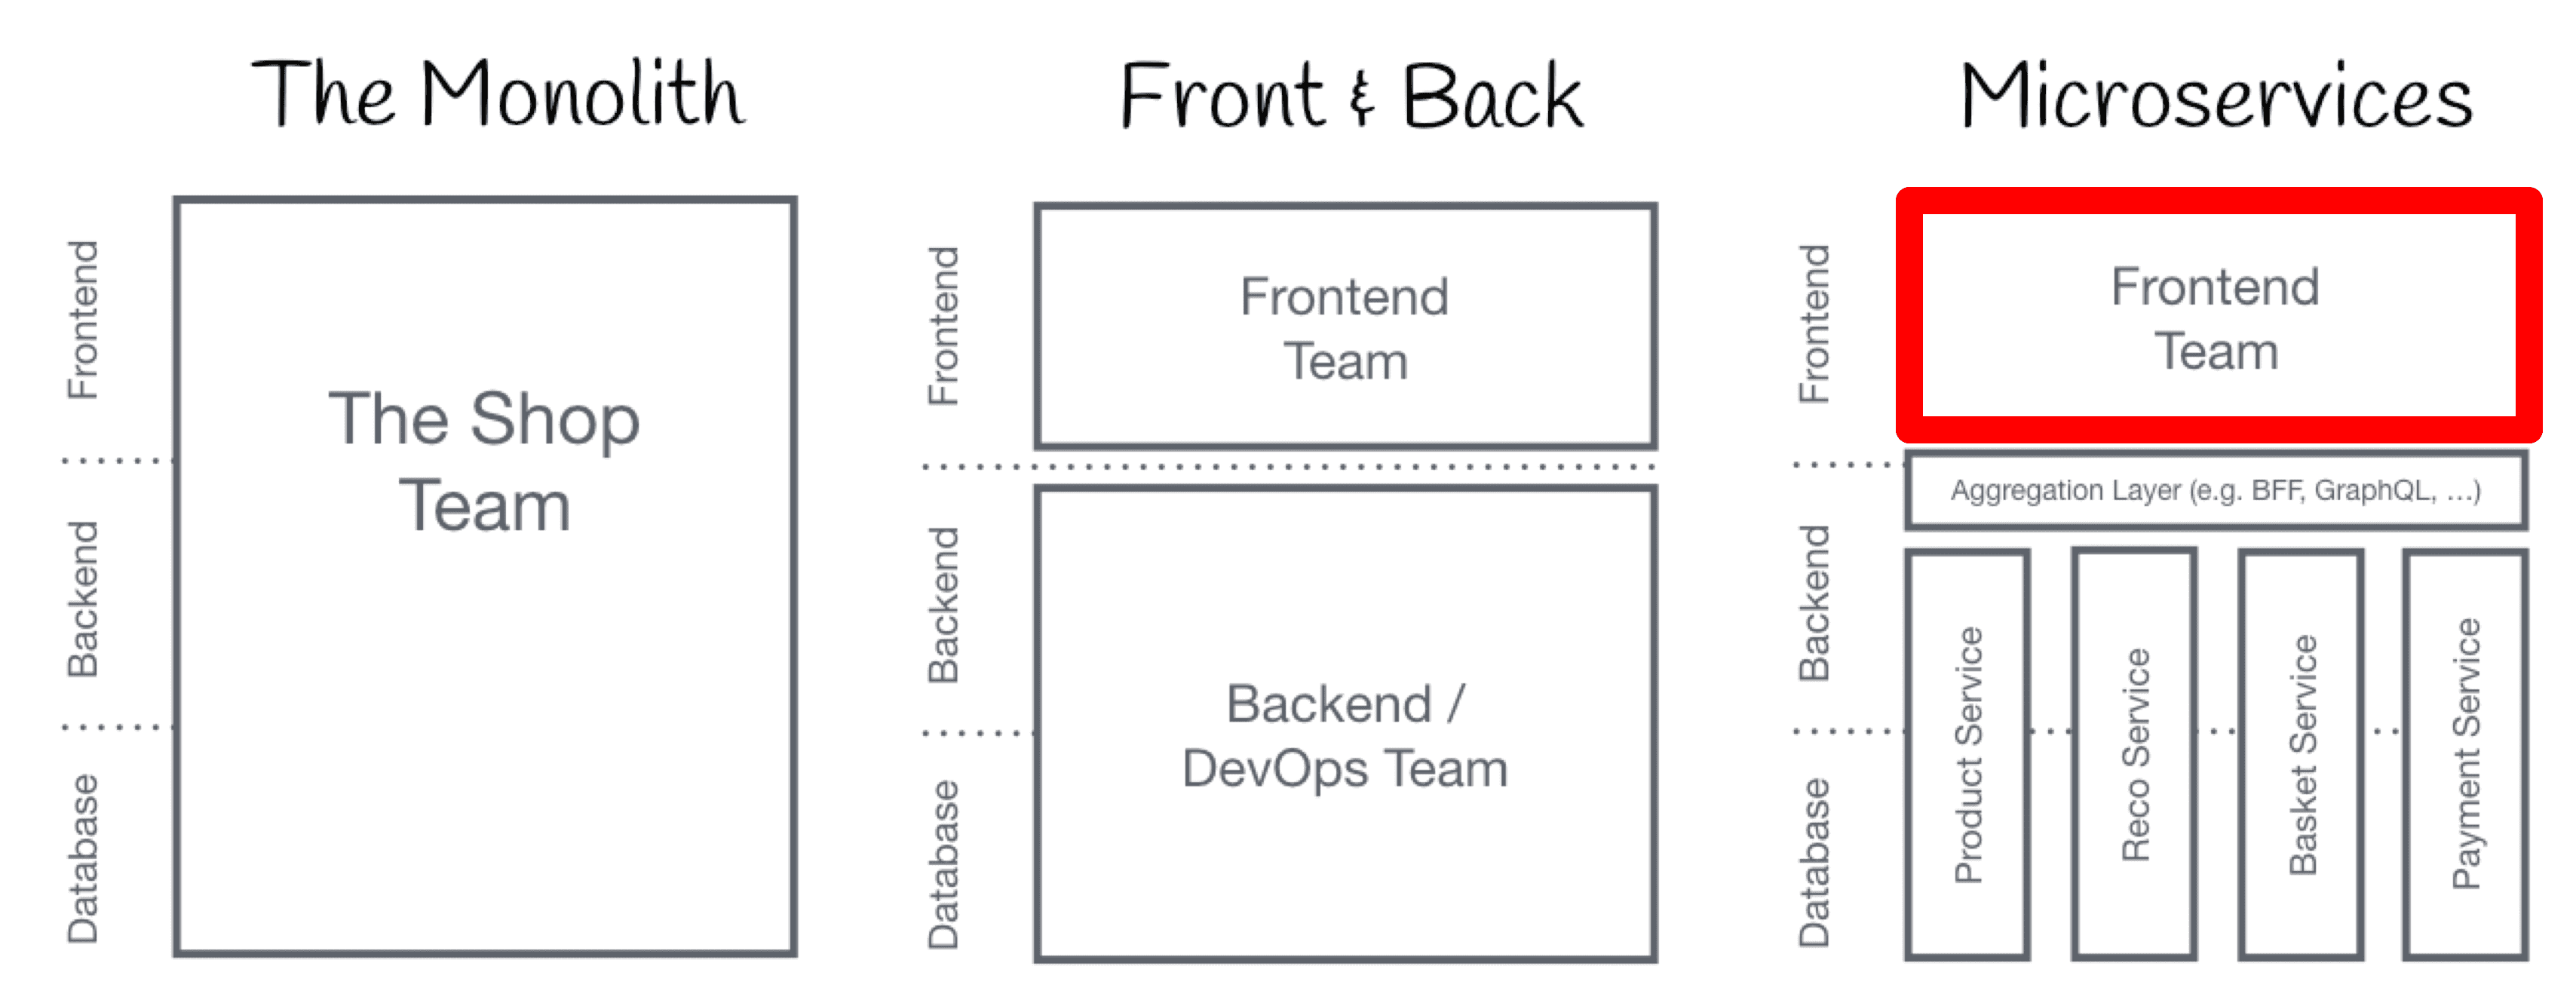 The Monolith
Frontend
Backend
Database
The Shop
Team
Front & Back
Frontend
Backend
Database
Frontend
Team
Backend /
DevOps Team
Microservices
Frontend
Backend
Database
Frontend
Team
Aggregation Layer (e.g. BFF, GraphQL, ...)
Product Service
Reco Service
Basket Service
Payment Service